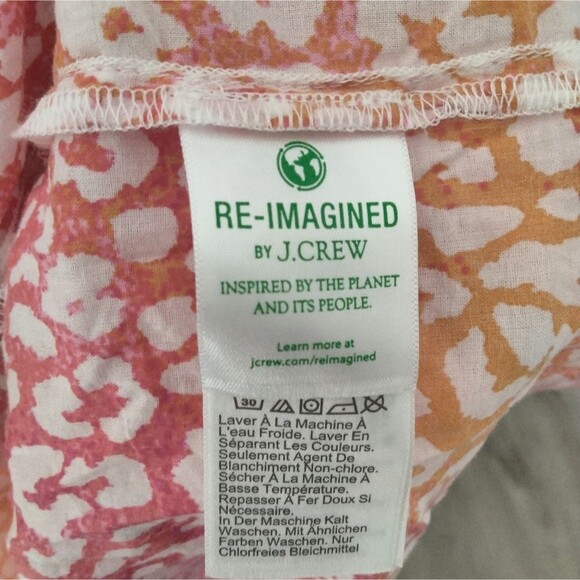 RE-IMAGINED
BY J.CREW
INSPIRED BY THE PLANET
AND ITS PEOPLE.
Learn more at
jcrew.com/reimagined
30
Laver À La Machine À
L'eau Froide. Laver En
Séparant Les Couleurs.
Seulement Agent De
Blanchiment Non-chlore.
Sécher À La Machine À
Basse Température.
Repasser À Fer Doux Si
Nécessaire.
In Der Maschine Kalt
Waschen. Mit Ähnlichen
Farben Waschen. Nur
Chlorfreies Bleichmittel